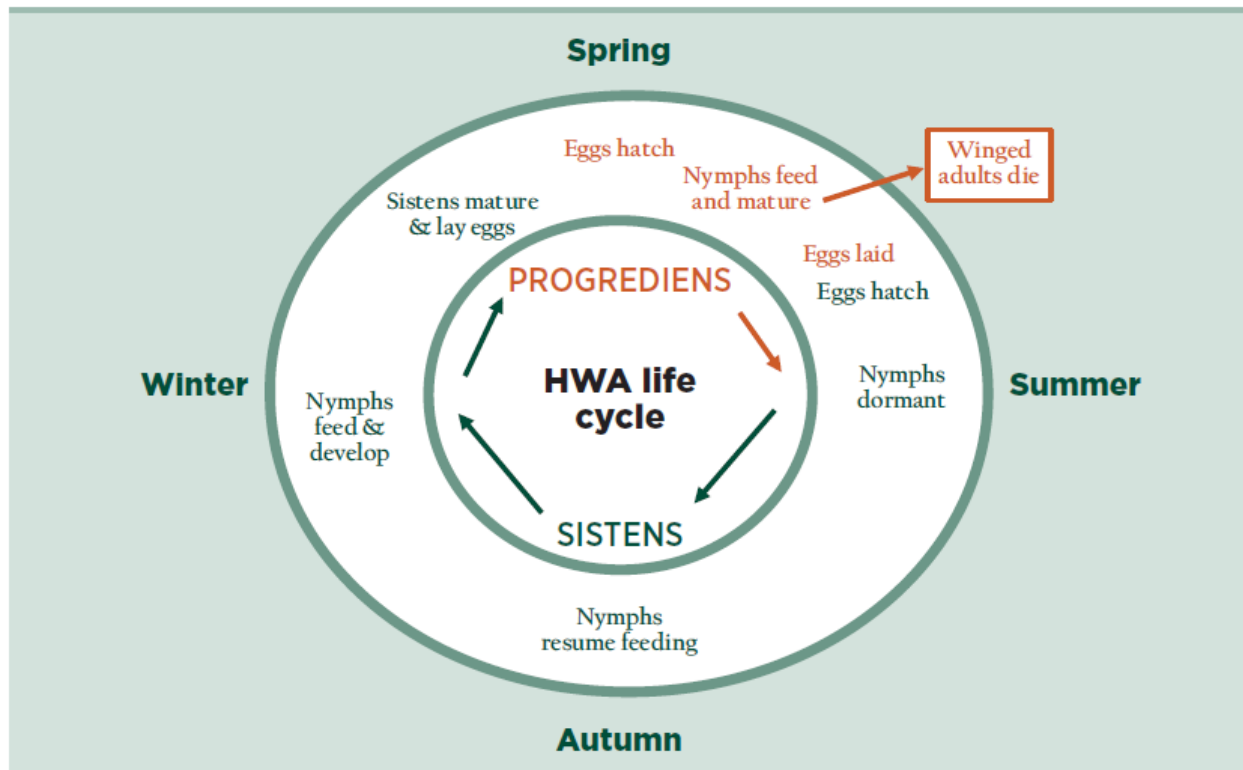 Spring
Eggs hatch
Winged
adults die
Nymphs feed
and mature
Sistens mature
& lay eggs
Eggs laid
Eggs hatch
PROGREDIENS
HWA life
cycle
Winter
Summer
Nymphs
dormant
Nymphs
feed &
develop
SISTENS
Nymphs
resume feeding
Autumn